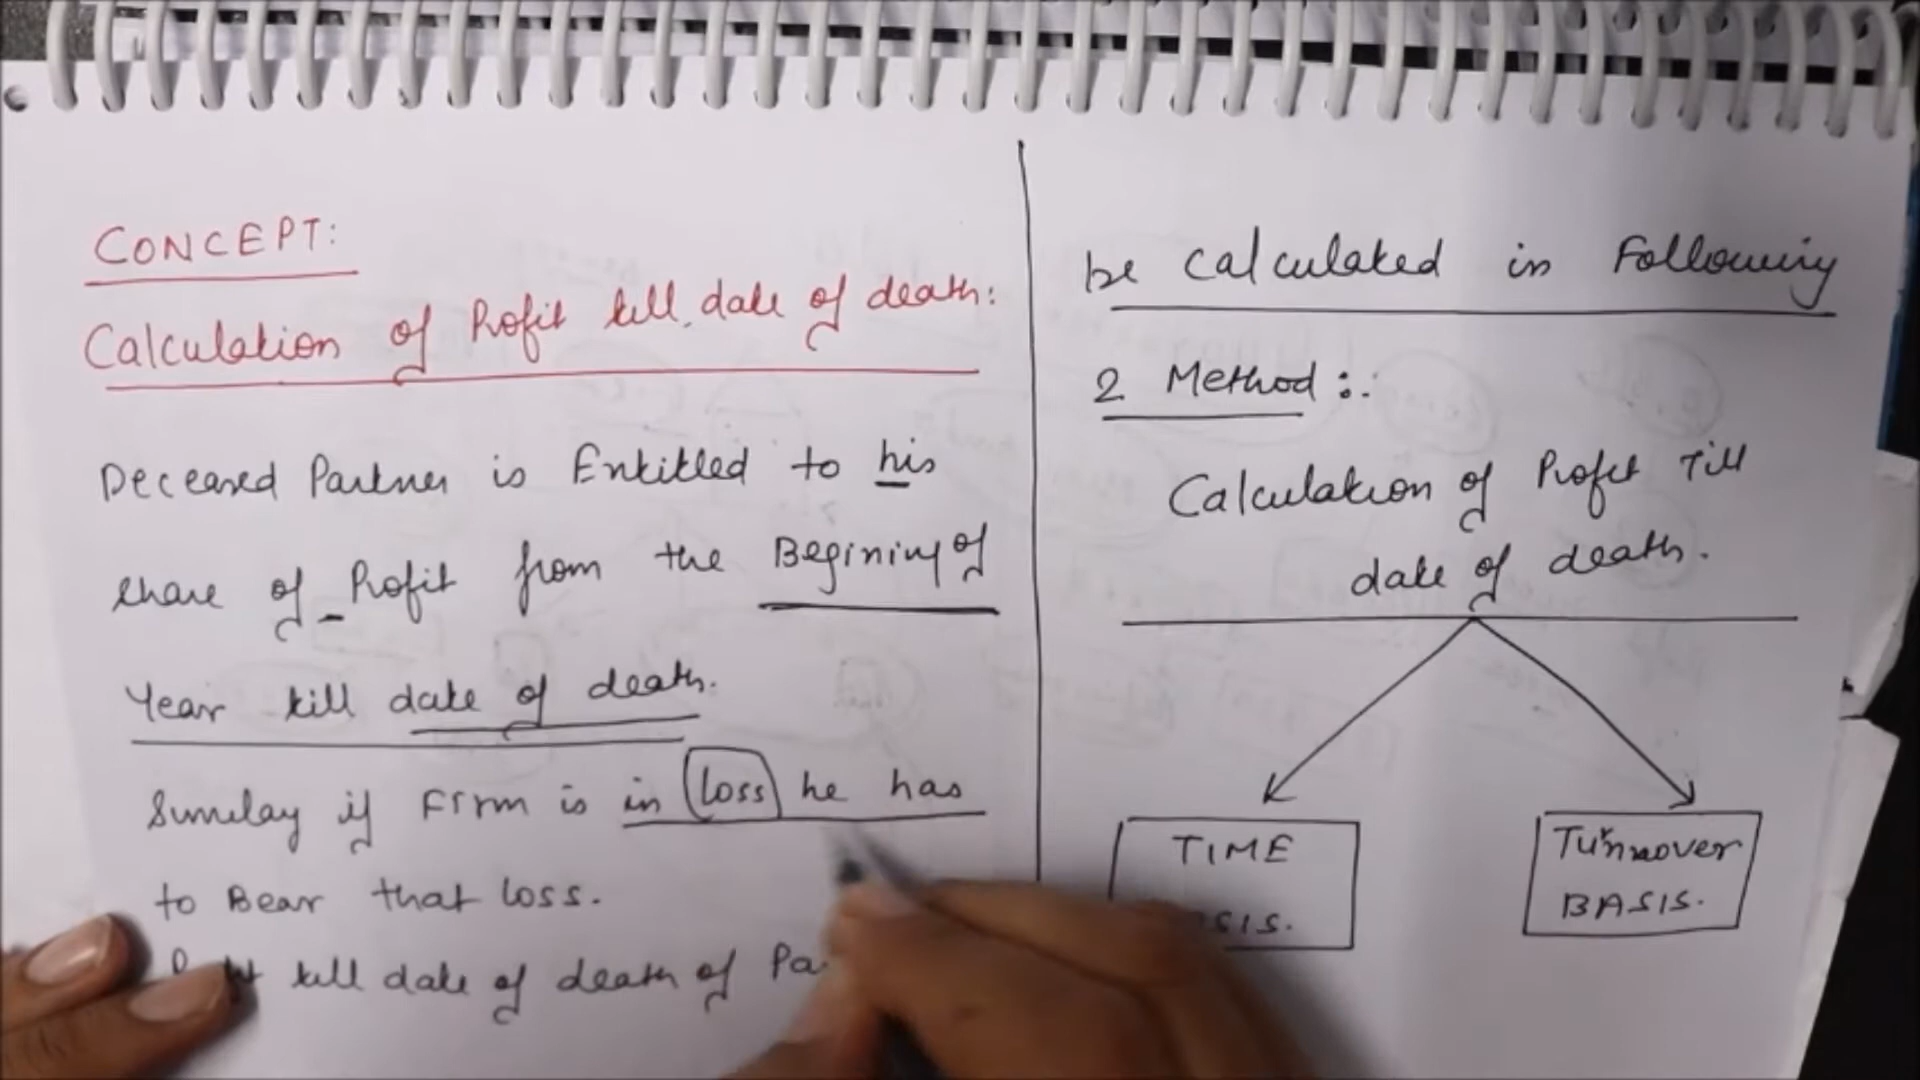 CONCEPT:
Calculation of Profit till date of death:
Deceased Partner is Entitled to his
share of Profit from the Begining of
Year till date of death.
Simılay if Firm is in loss he has
to Bear that loss.
till date of death of
be calculated in Following
2 Method :.
Calculation of Profit Till
date of death.
TIME
Turnover
BASIS.